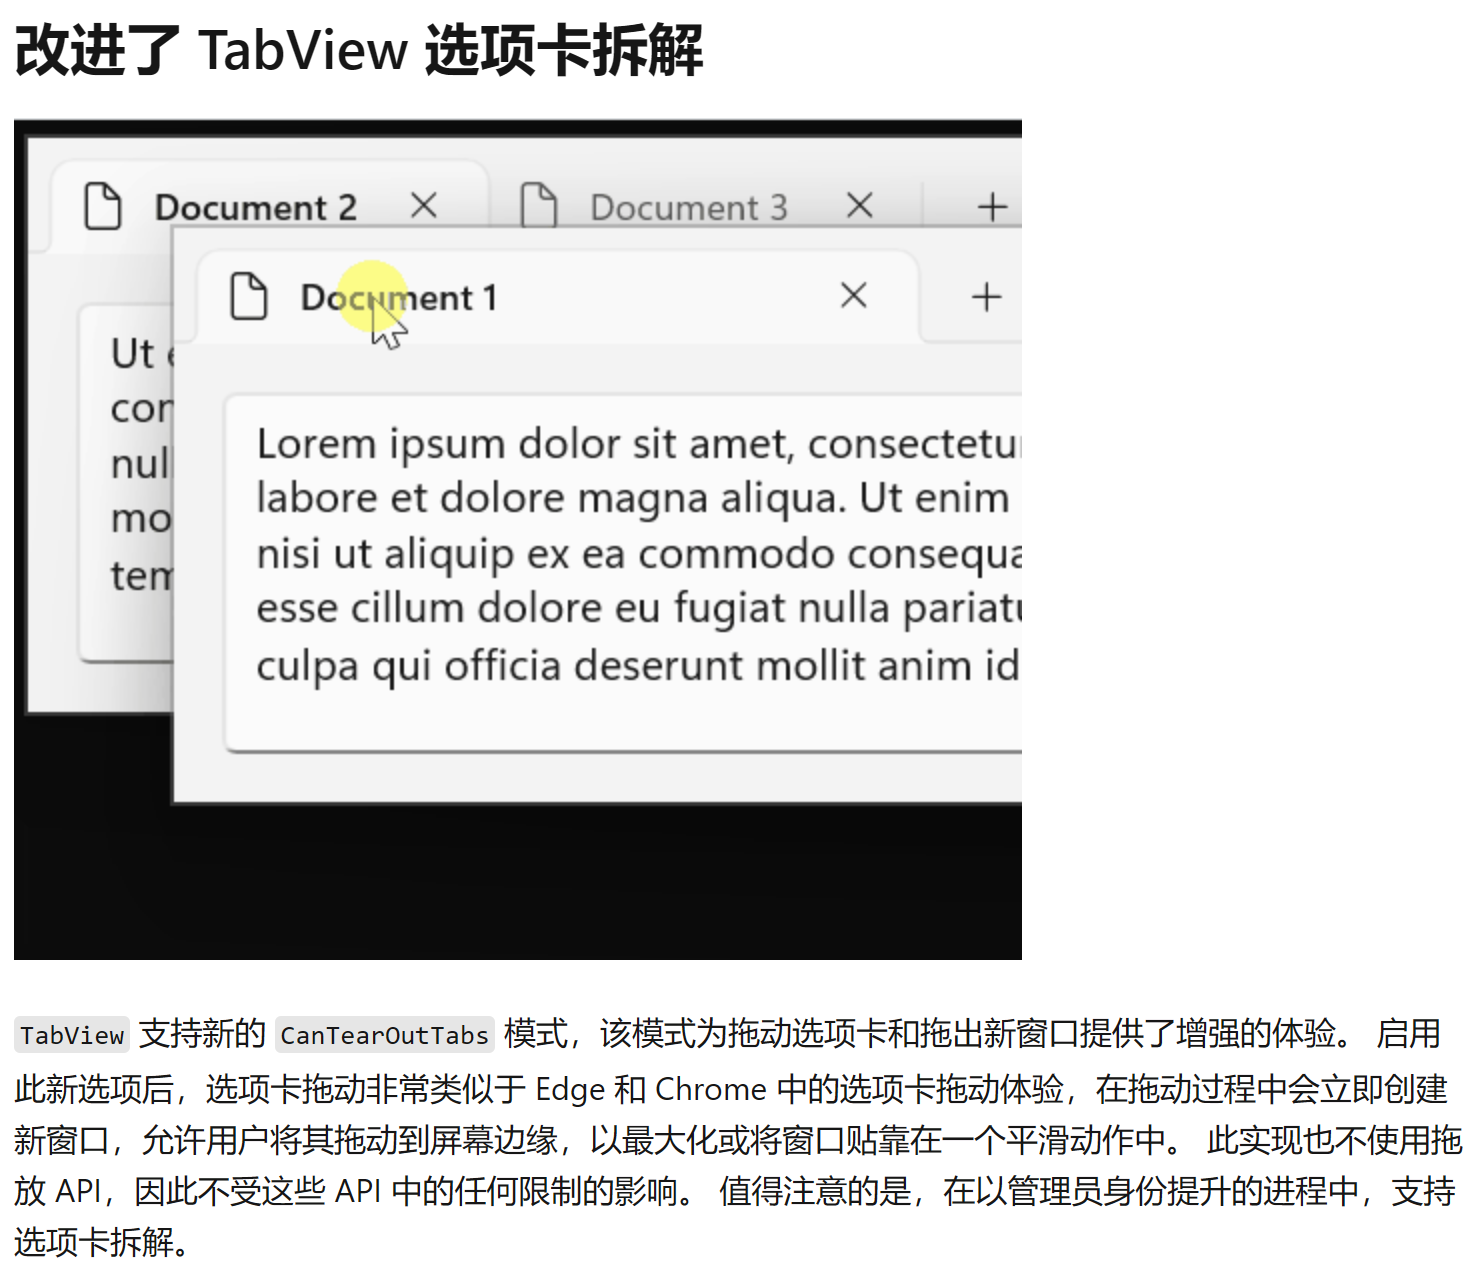 改进了 TabView 选项卡拆解
Document 2
Document 3
Document 1
Ut
con
null
mo
tem
Lorem ipsum dolor sit amet, consectetur
labore et dolore magna aliqua. Ut enim
nisi ut aliquip ex ea commodo consequa
esse cillum dolore eu fugiat nulla pariatu
culpa qui officia deserunt mollit anim id
TabView 支持新的 CanTearOutTabs 模式，该模式为拖动选项卡和拖出新窗口提供了增强的体验。 启用
此新选项后，选项卡拖动非常类似于 Edge 和 Chrome 中的选项卡拖动体验，在拖动过程中会立即创建
新窗口，允许用户将其拖动到屏幕边缘，以最大化或将窗口贴靠在一个平滑动作中。 此实现也不使用拖
放 API，因此不受这些 API 中的任何限制的影响。 值得注意的是，在以管理员身份提升的进程中，支持
选项卡拆解。